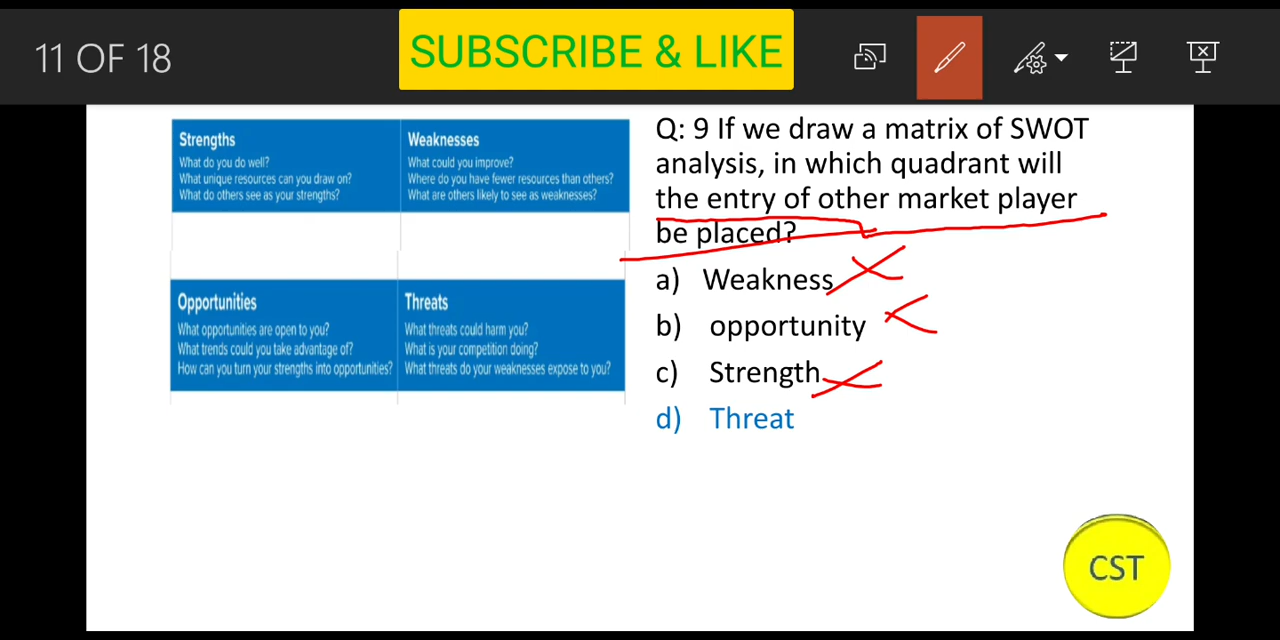 11 OF 18
SUBSCRIBE & LIKE
Strengths
What do you do well?
What unique resources can you draw on?
What do others see as your strengths?
Weaknesses
What could you improve?
Where do you have fewer resources than others?
What are others likely to see as weaknesses?
Opportunities
What opportunities are open to you?
What trends could you take advantage of?
How can you turn your strengths into opportunities?
Threats
What threats could harm you?
What is your competition doing?
What threats do your weaknesses expose to you?
Q: 9 If we draw a matrix of SWOT
analysis, in which quadrant will
the entry of other market player
be placed?
a) Weakness
b) opportunity
c) Strength
d) Threat
CST